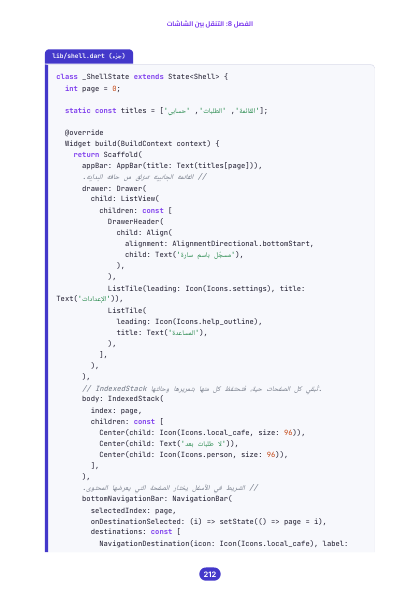 الفصل 8: التنقل بين الشاشات
lib/shell.dart (جزء)
class _ShellState extends State<Shell> {
int page = 0;
static const titles = ['القائمة', 'الطلبات', 'حسابي'];
@override
Widget build(BuildContext context) {
return Scaffold(
appBar: AppBar(title: Text(titles[page])),
// القائمة الجانبية تنزلق من حافة البداية.
drawer: Drawer(
child: ListView(
children: const [
DrawerHeader(
child: Align(
alignment: AlignmentDirectional.bottomStart,
child: Text('مسجّل باسم سارة'),
),
),
ListTile(leading: Icon(Icons.settings), title:
Text('الإعدادات')),
ListTile(
leading: Icon(Icons.help_outline),
title: Text('المساعدة'),
),
],
),
),
// IndexedStack تُبقي كل الصفحات حية، فتحتفظ كل منها بتمريرها وحالتها.
body: IndexedStack(
index: page,
children: const [
Center(child: Icon(Icons.local_cafe, size: 96)),
Center(child: Text('لا طلبات بعد')),
Center(child: Icon(Icons.person, size: 96)),
],
),
// الشريط في الأسفل يختار الصفحة التي يعرضها المحتوى.
bottomNavigationBar: NavigationBar(
selectedIndex: page,
onDestinationSelected: (i) => setState(() => page = i),
destinations: const [
NavigationDestination(icon: Icon(Icons.local_cafe), label:
212